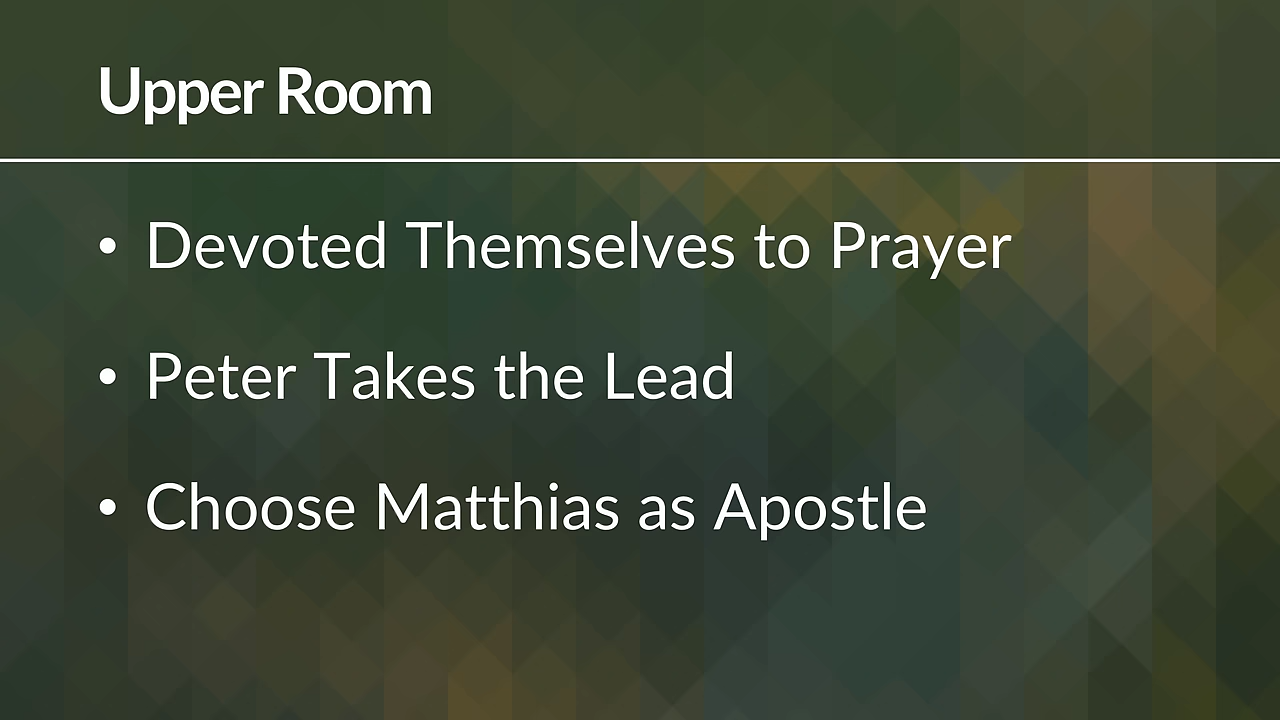 Upper Room
• Devoted Themselves to Prayer
• Peter Takes the Lead
• Choose Matthias as Apostle